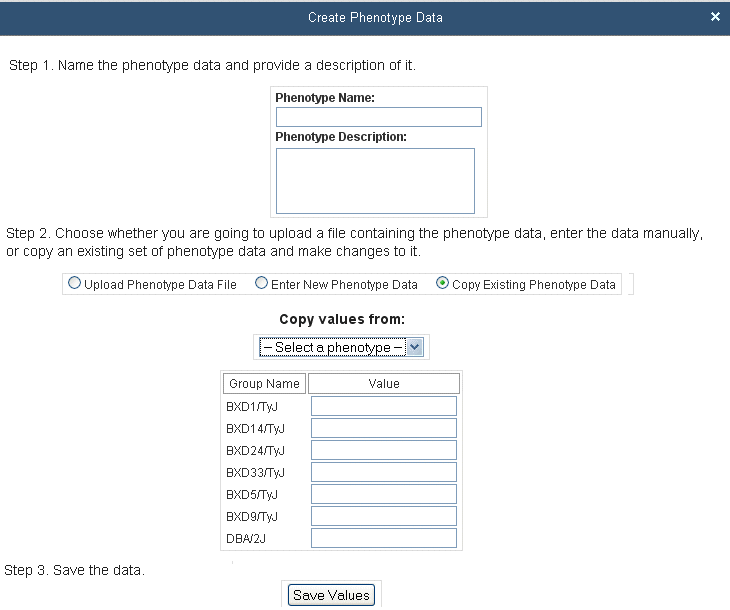 Create Phenotype Data ×
Step 1. Name the phenotype data and provide a description of it.
Phenotype Name:
Phenotype Description:
Step 2. Choose whether you are going to upload a file containing the phenotype data, enter the data manually,
or copy an existing set of phenotype data and make changes to it.
Upload Phenotype Data File Enter New Phenotype Data Copy Existing Phenotype Data
Copy values from:
-- Select a phenotype --
Group Name Value
BXD1/TyJ
BXD14/TyJ
BXD24/TyJ
BXD33/TyJ
BXD5/TyJ
BXD9/TyJ
DBA/2J
Step 3. Save the data.
Save Values